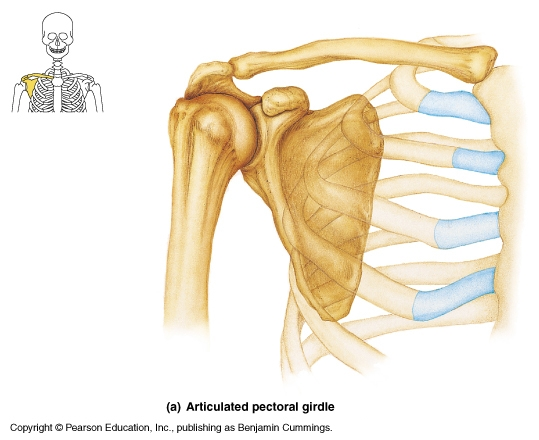 (a) Articulated pectoral girdle
Copyright © Pearson Education, Inc., publishing as Benjamin Cummings.